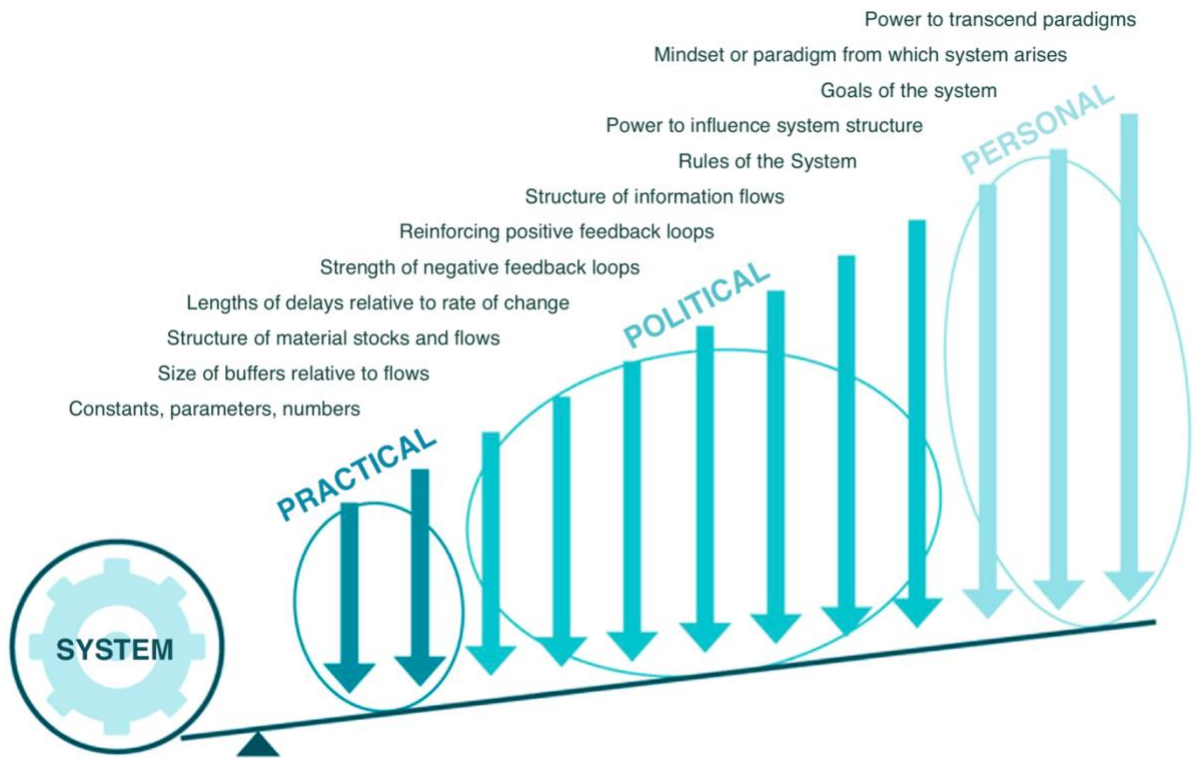 Power to transcend paradigms
Mindset or paradigm from which system arises
Goals of the system
Power to influence system structure
Rules of the System
Structure of information flows
Reinforcing positive feedback loops
Strength of negative feedback loops
Lengths of delays relative to rate of change
Structure of material stocks and flows
Size of buffers relative to flows
Constants, parameters, numbers
PRACTICAL
POLITICAL
PERSONAL
SYSTEM